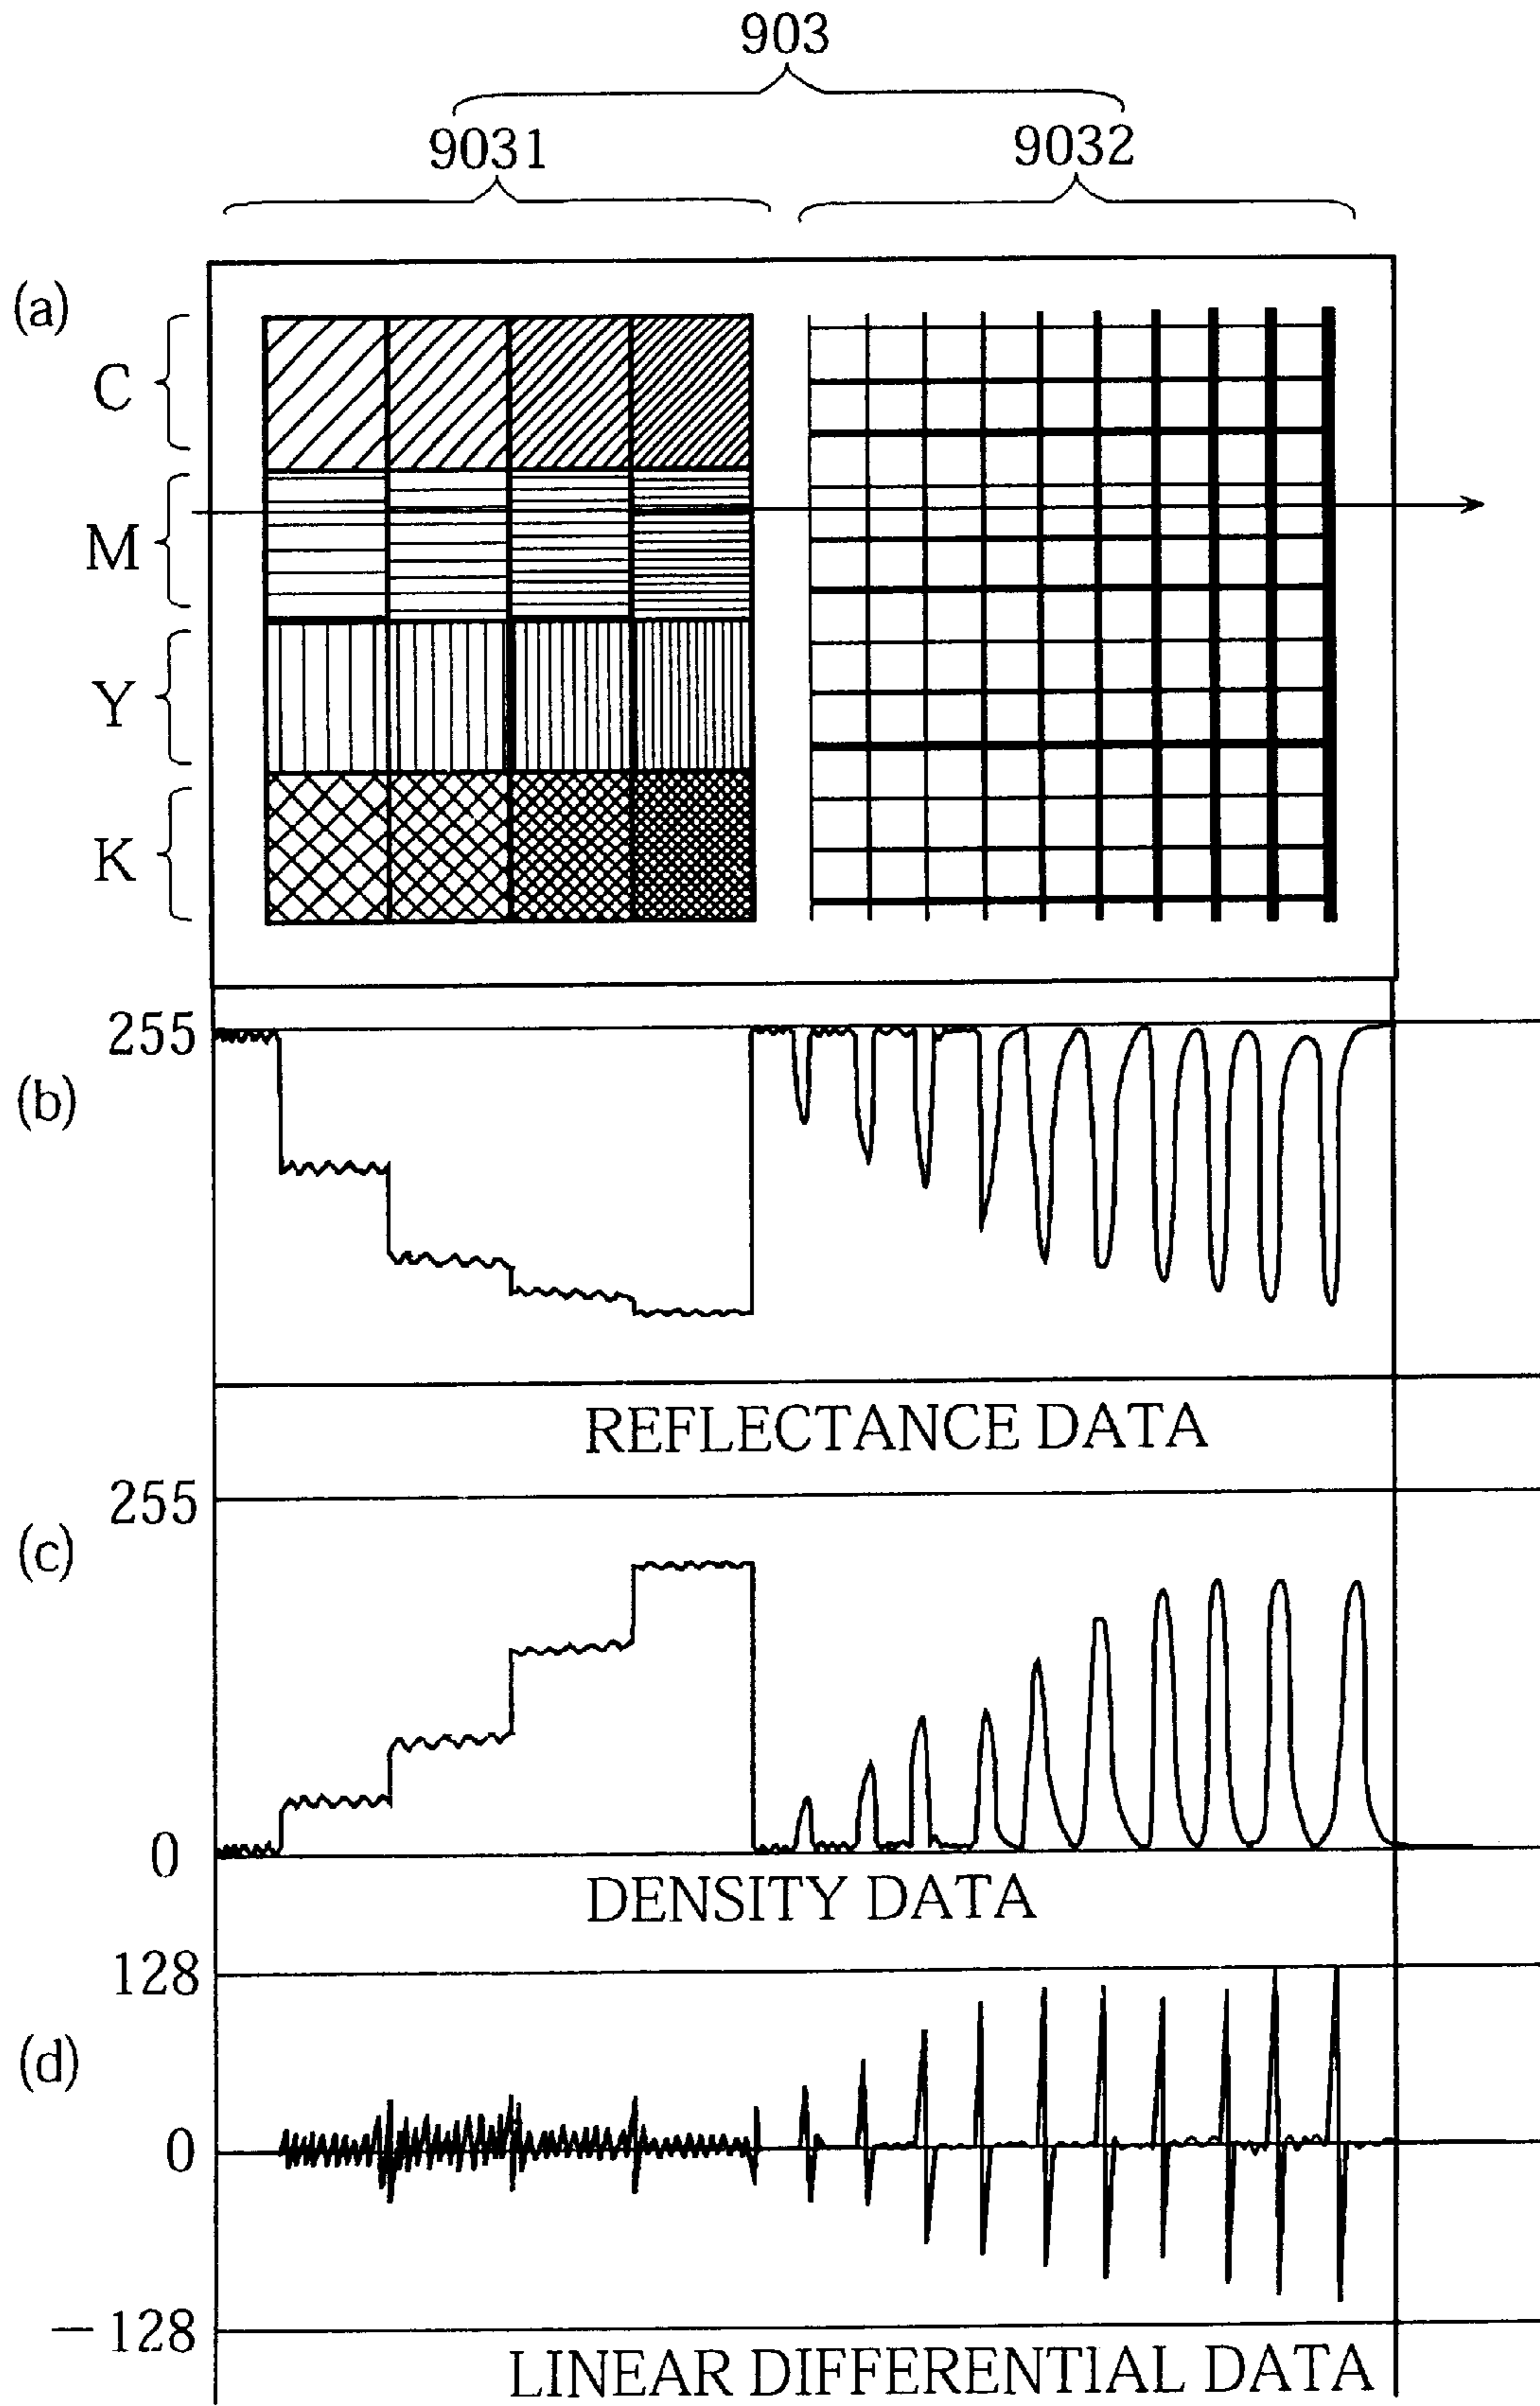 903
9031 9032
(a)
C
M
Y
K
255
(b)
REFLECTANCE DATA
255
(c)
0
DENSITY DATA
128
(d)
0
−128
LINEAR DIFFERENTIAL DATA